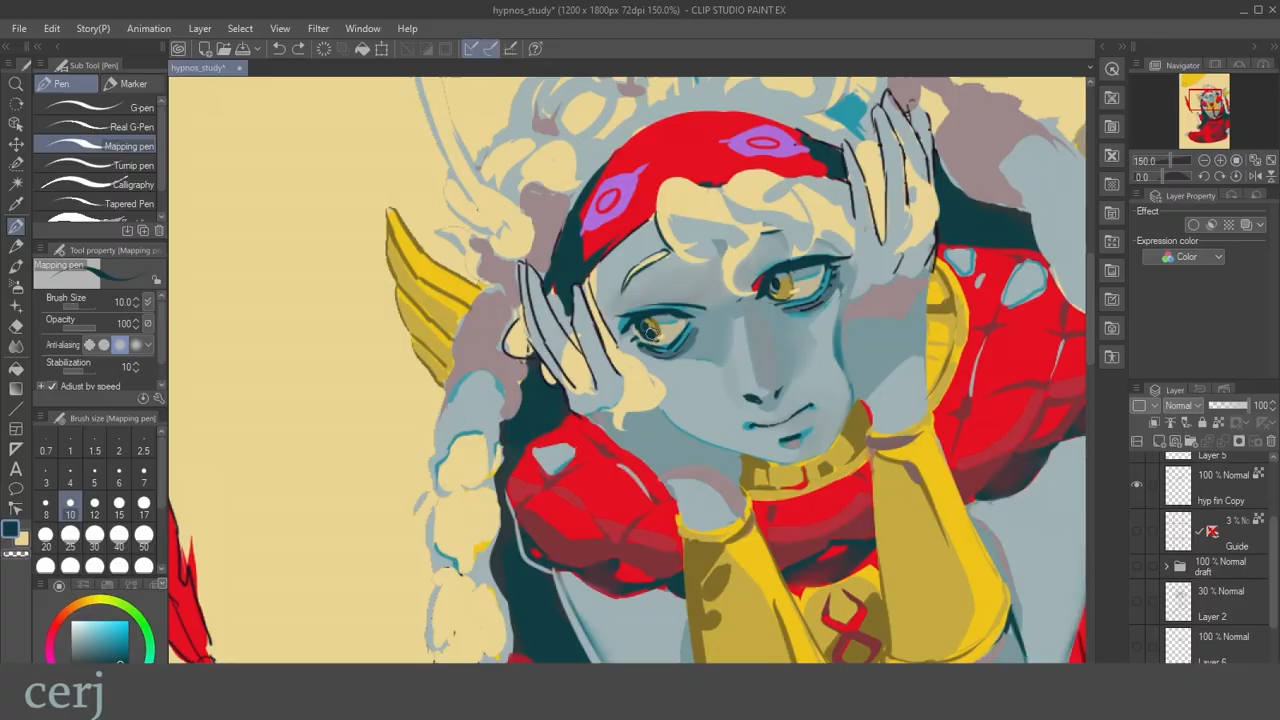 hypnos_study* (1200 x 1800px 72dpi 150.0%) - CLIP STUDIO PAINT EX
File Edit Story(P) Animation Layer Select View Filter Window Help
Sub Tool (Pen)
hypnos_study*
Navigator
Pen Marker
G-pen
Real G-Pen
Mapping pen
Turnip pen
Calligraphy
Tapered Pen
150.0
0.0
Layer Property
Effect
Expression color
Color
Tool property (Mapping pen)
Mapping pen
Brush Size 10.0
Opacity 100
Anti-aliasing
Stabilization 10
Adjust by speed
Brush size (Mapping pen)
0.7 1 1.5 2 2.5
3 4 5 6 7
8 10 12 15 17
20 25 30 40 50
Layer
Normal 100
Layer 5
100 % Normal
hyp fin Copy
3 % No
Guide
100 % Normal
draft
30 % Normal
Layer 2
100 % Normal
Layer 6
cerj